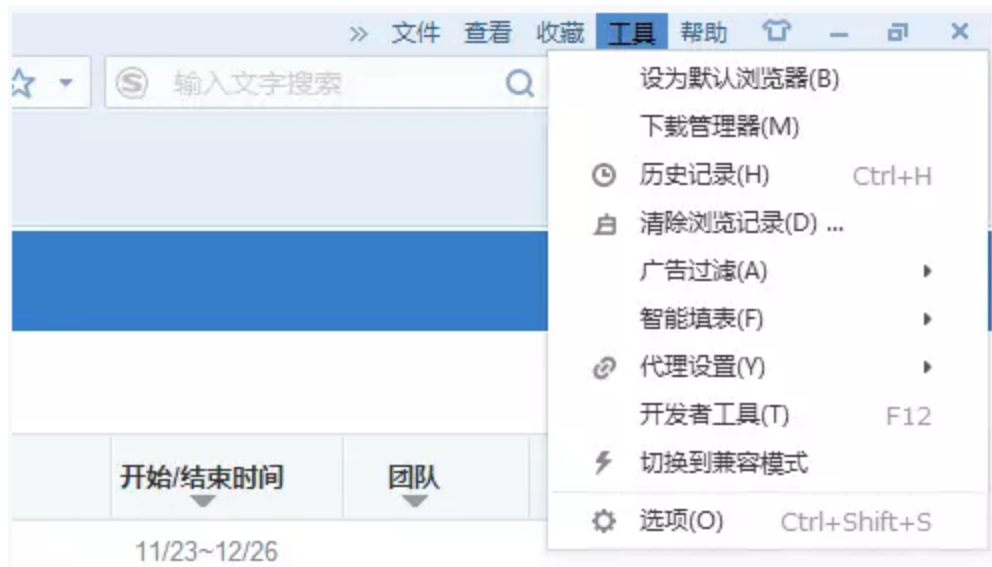 » 文件 查看 收藏 工具 帮助
S 输入文字搜索
设为默认浏览器(B)
下载管理器(M)
历史记录(H) Ctrl+H
清除浏览记录(D) ...
广告过滤(A)
智能填表(F)
代理设置(Y)
开发者工具(T) F12
切换到兼容模式
选项(O) Ctrl+Shift+S
开始/结束时间 团队
11/23~12/26